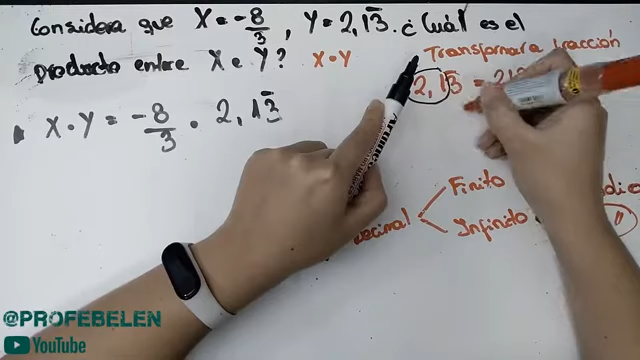 Considera que X = -8/3 , Y = 2,13̅ . ¿Cuál es el
producto entre X e Y? X • Y
Transformar a fracción
2,13̅ = 213
X • Y = -8/3 • 2,13̅
Finito
Infinito
@PROFEBELEN
YouTube